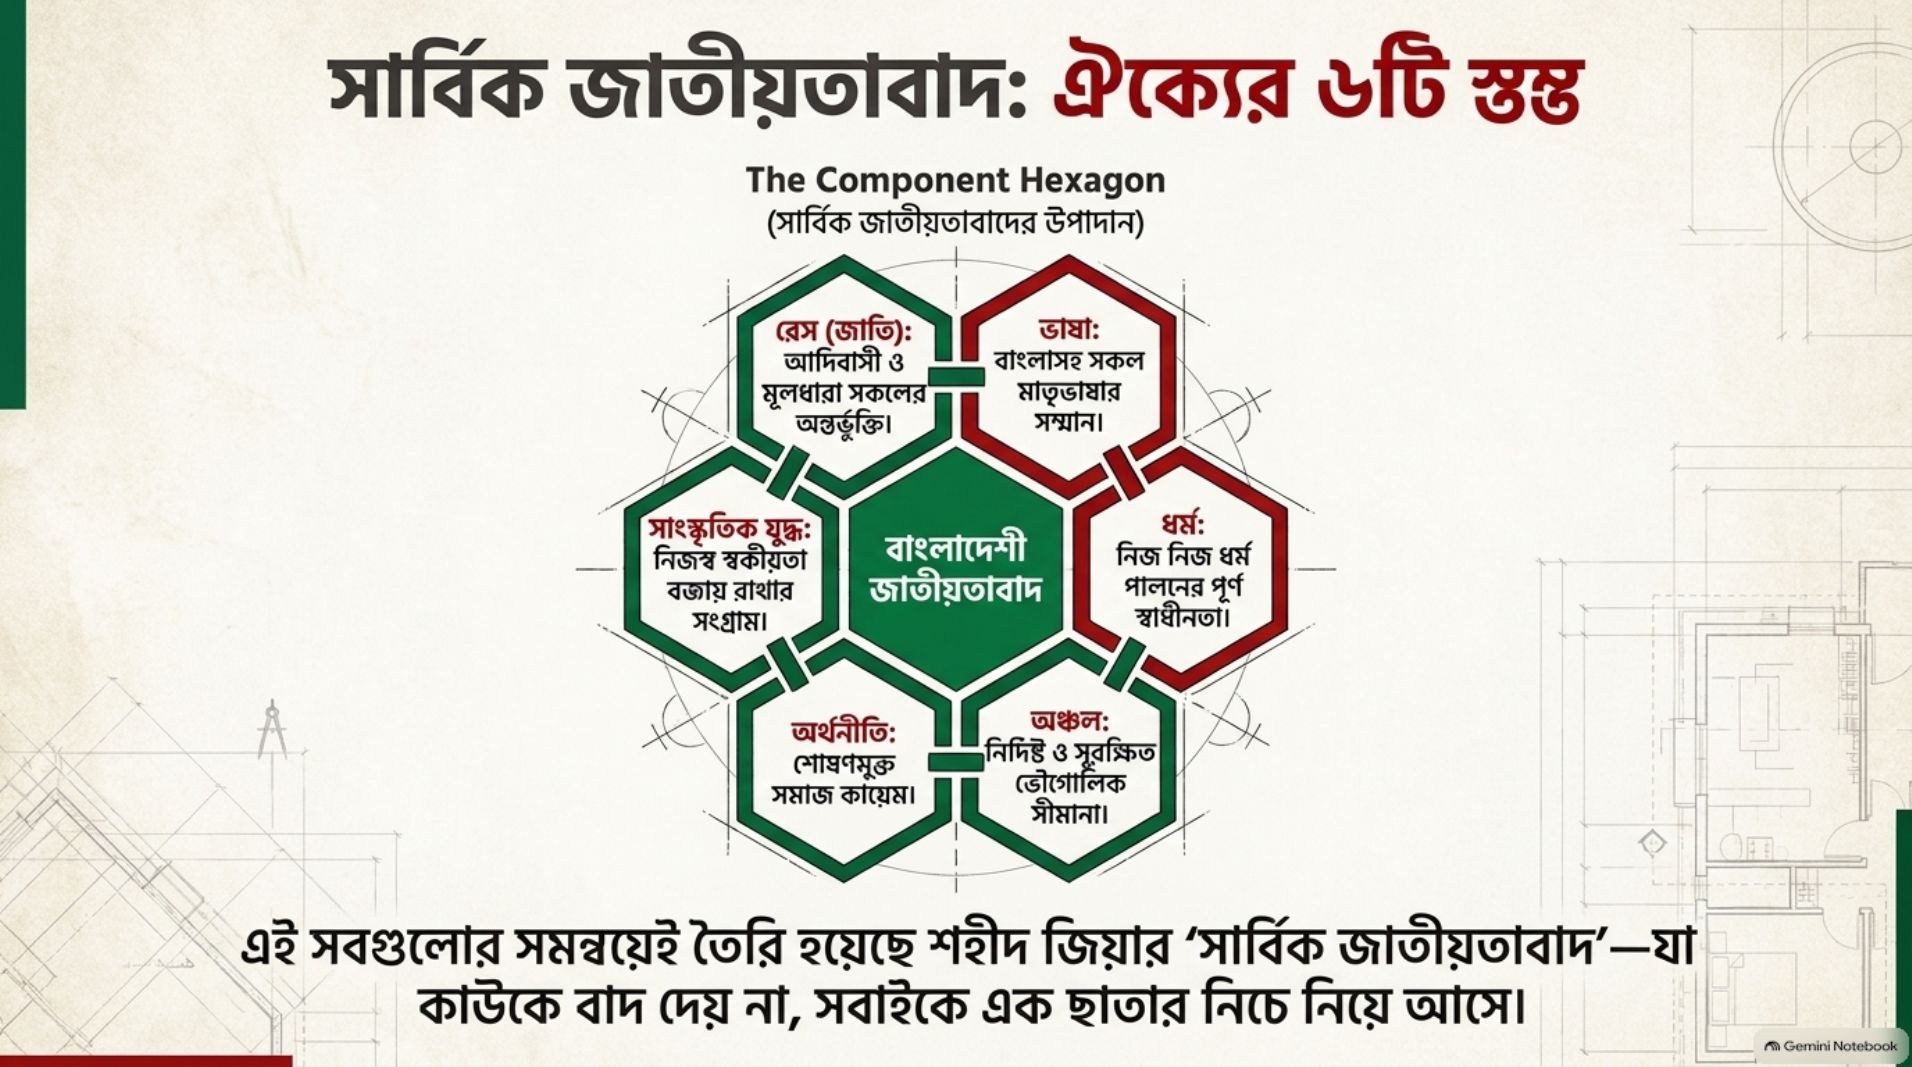 সার্বিক জাতীয়তাবাদ: ঐক্যের ৬টি স্তম্ভ
The Component Hexagon
(সার্বিক জাতীয়তাবাদের উপাদান)
রেস (জাতি):
আদিবাসী ও
মূলধারা সকলের
অন্তর্ভুক্তি।
ভাষা:
বাংলাসহ সকল
মাতৃভাষার
সম্মান।
সাংস্কৃতিক যুদ্ধ:
নিজস্ব স্বকীয়তা
বজায় রাখার
সংগ্রাম।
বাংলাদেশী
জাতীয়তাবাদ
ধর্ম:
নিজ নিজ ধর্ম
পালনের পূর্ণ
স্বাধীনতা।
অর্থনীতি:
শোষণমুক্ত
সমাজ কায়েম।
অঞ্চল:
নির্দিষ্ট ও সুরক্ষিত
ভৌগোলিক
সীমানা।
এই সবগুলোর সমন্বয়েই তৈরি হয়েছে শহীদ জিয়ার ‘সার্বিক জাতীয়তাবাদ’—যা
কাউকে বাদ দেয় না, সবাইকে এক ছাতার নিচে নিয়ে আসে।
Gemini Notebook